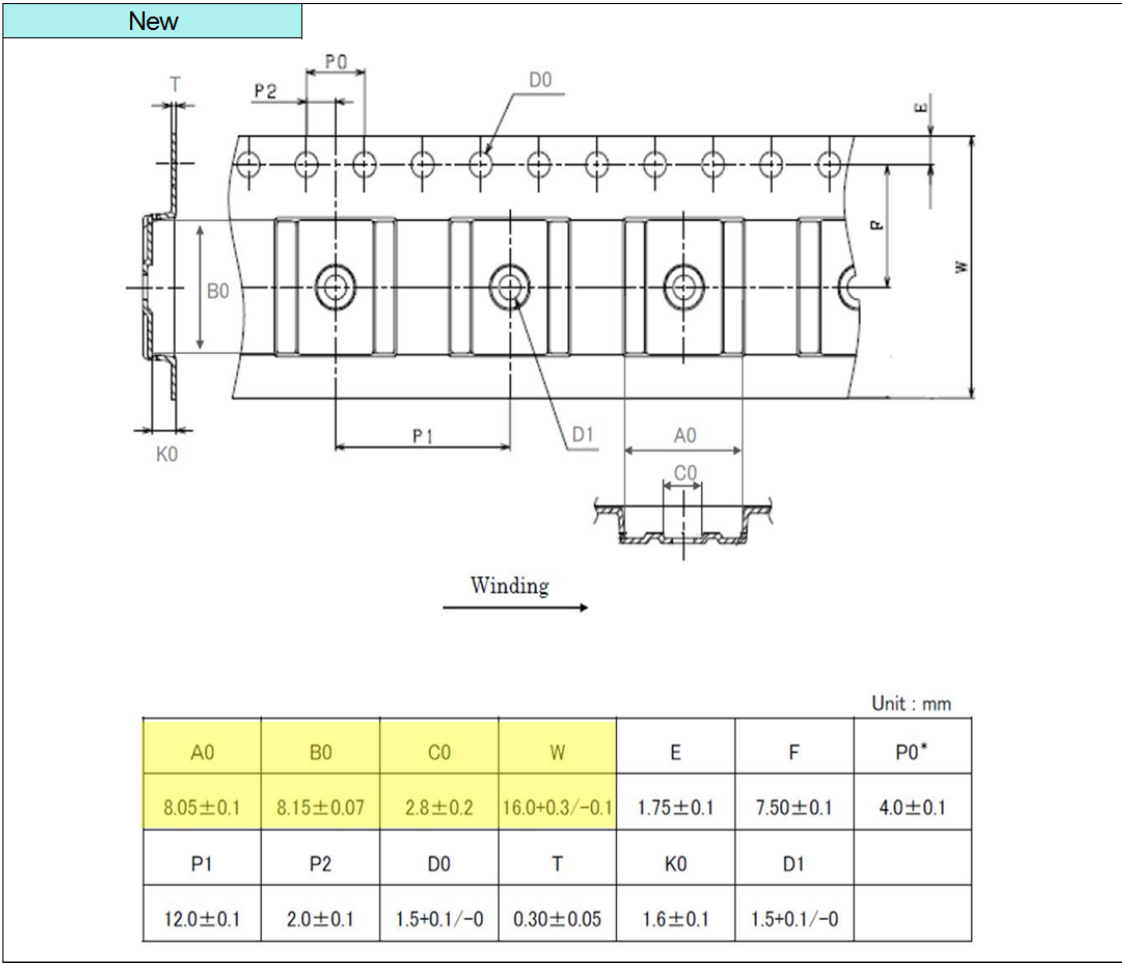 New
P0
T
D0
P2
E
F
W
B0
P1
D1
A0
K0
C0
Winding
Unit : mm
A0 B0 C0 W E F P0*
8.05±0.1 8.15±0.07 2.8±0.2 16.0+0.3/-0.1 1.75±0.1 7.50±0.1 4.0±0.1
P1 P2 D0 T K0 D1
12.0±0.1 2.0±0.1 1.5+0.1/-0 0.30±0.05 1.6±0.1 1.5+0.1/-0